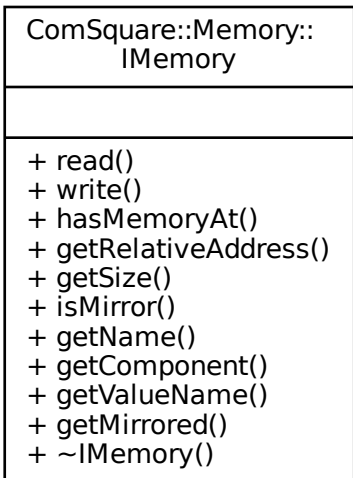 ComSquare::Memory::
IMemory
+ read()
+ write()
+ hasMemoryAt()
+ getRelativeAddress()
+ getSize()
+ isMirror()
+ getName()
+ getComponent()
+ getValueName()
+ getMirrored()
+ ~IMemory()